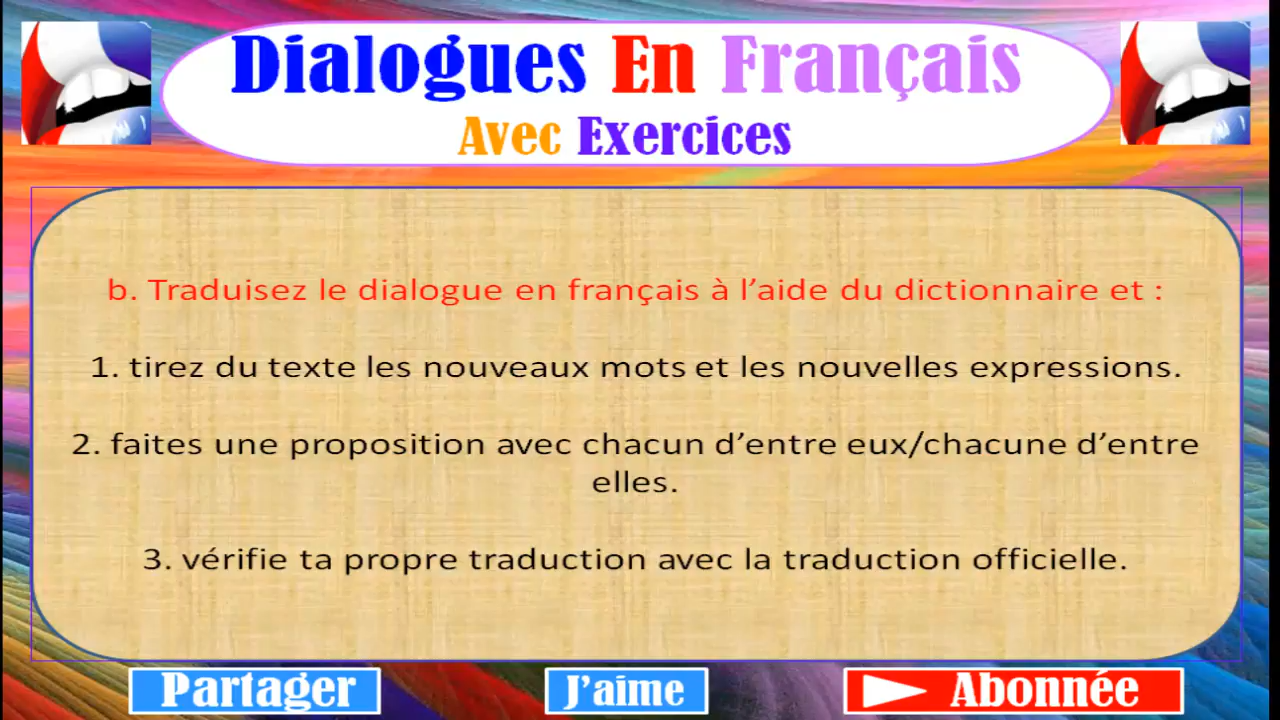 Dialogues En Français
Avec Exercices
b. Traduisez le dialogue en français à l’aide du dictionnaire et :
1. tirez du texte les nouveaux mots et les nouvelles expressions.
2. faites une proposition avec chacun d’entre eux/chacune d’entre
elles.
3. vérifie ta propre traduction avec la traduction officielle.
Partager
J’aime
Abonnée